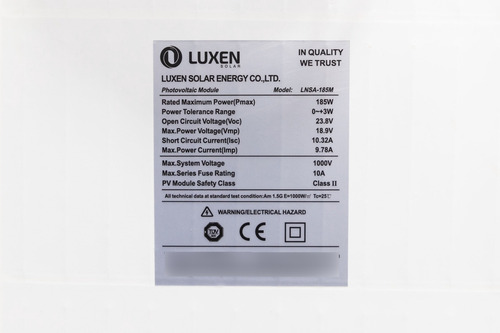 LUXEN
SOLAR
IN QUALITY
WE TRUST
LUXEN SOLAR ENERGY CO.,LTD.
Photovoltaic Module Model: LNSA-185M
Rated Maximum Power(Pmax) 185W
Power Tolerance Range 0~+3W
Open Circuit Voltage(Voc) 23.8V
Max.Power Voltage(Vmp) 18.9V
Short Circuit Current(Isc) 10.32A
Max.Power Current(Imp) 9.78A
Max.System Voltage 1000V
Max.Series Fuse Rating 10A
PV Module Safety Class Class II
All technical data at standard test condition:Am 1.5G E=1000W/㎡ Tc=25℃
WARNING/ELECTRICAL HAZARD
TÜV
CE